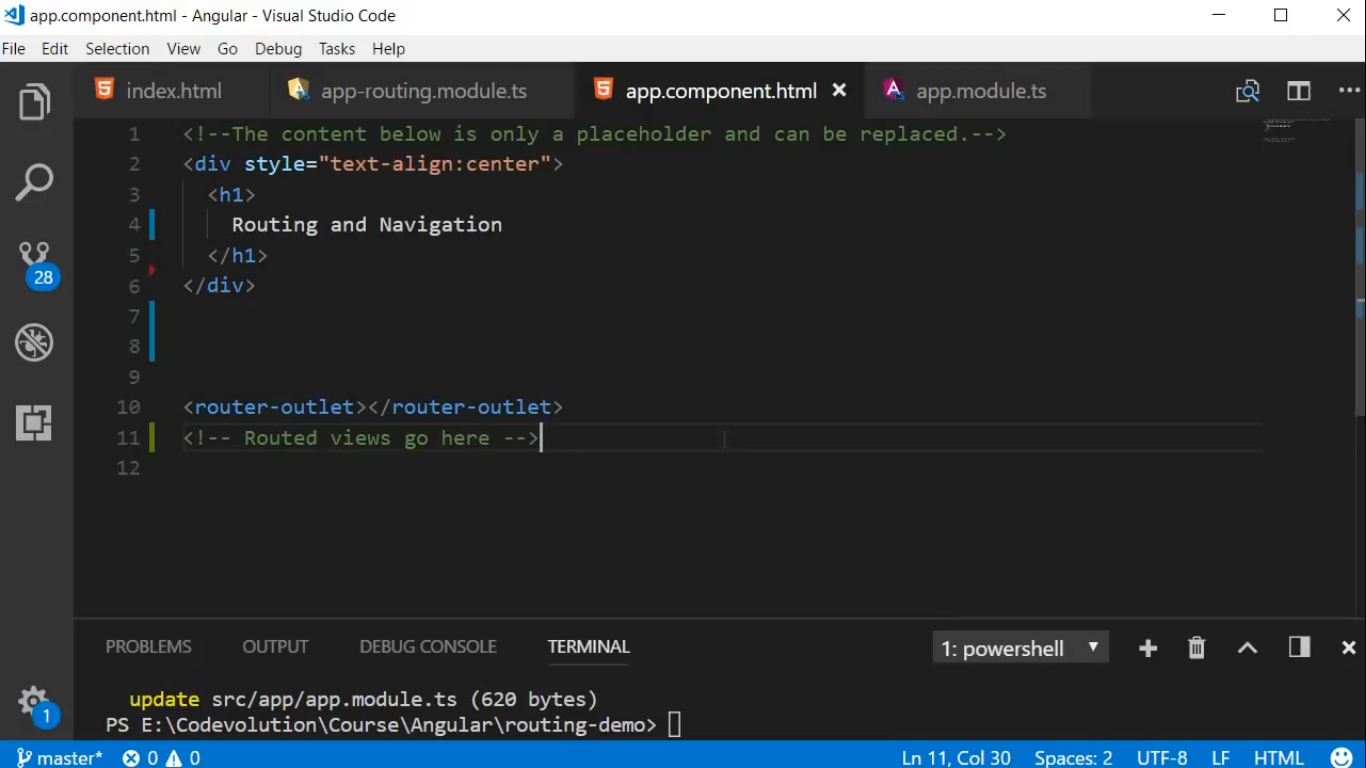 app.component.html - Angular - Visual Studio Code
File Edit Selection View Go Debug Tasks Help
index.html app-routing.module.ts app.component.html app.module.ts
1 <!--The content below is only a placeholder and can be replaced.-->
2 <div style="text-align:center">
3 <h1>
4 Routing and Navigation
5 </h1>
6 </div>
7
8
9
10 <router-outlet></router-outlet>
11 <!-- Routed views go here -->
12
28
PROBLEMS OUTPUT DEBUG CONSOLE TERMINAL 1: powershell
update src/app/app.module.ts (620 bytes)
PS E:\Codevolution\Course\Angular\routing-demo>
1
master* 0 0 Ln 11, Col 30 Spaces: 2 UTF-8 LF HTML